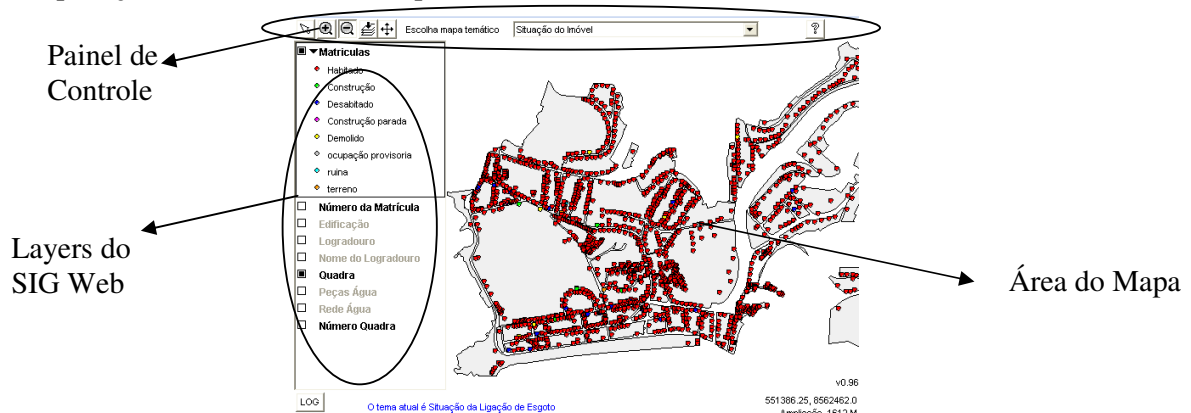 Escolha mapa temático Situação do Imóvel ?
Painel de
Controle
Matriculas
Habitado
Construção
Desabitado
Construção parada
Demolido
ocupação provisoria
ruina
terreno
Número da Matrícula
Edificação
Logradouro
Nome do Logradouro
Quadra
Peças Água
Rede Água
Número Quadra
Layers do
SIG Web
Área do Mapa
v0.96
LOG
O tema atual é Situação da Ligação de Esgoto
551386.25, 8562462.0